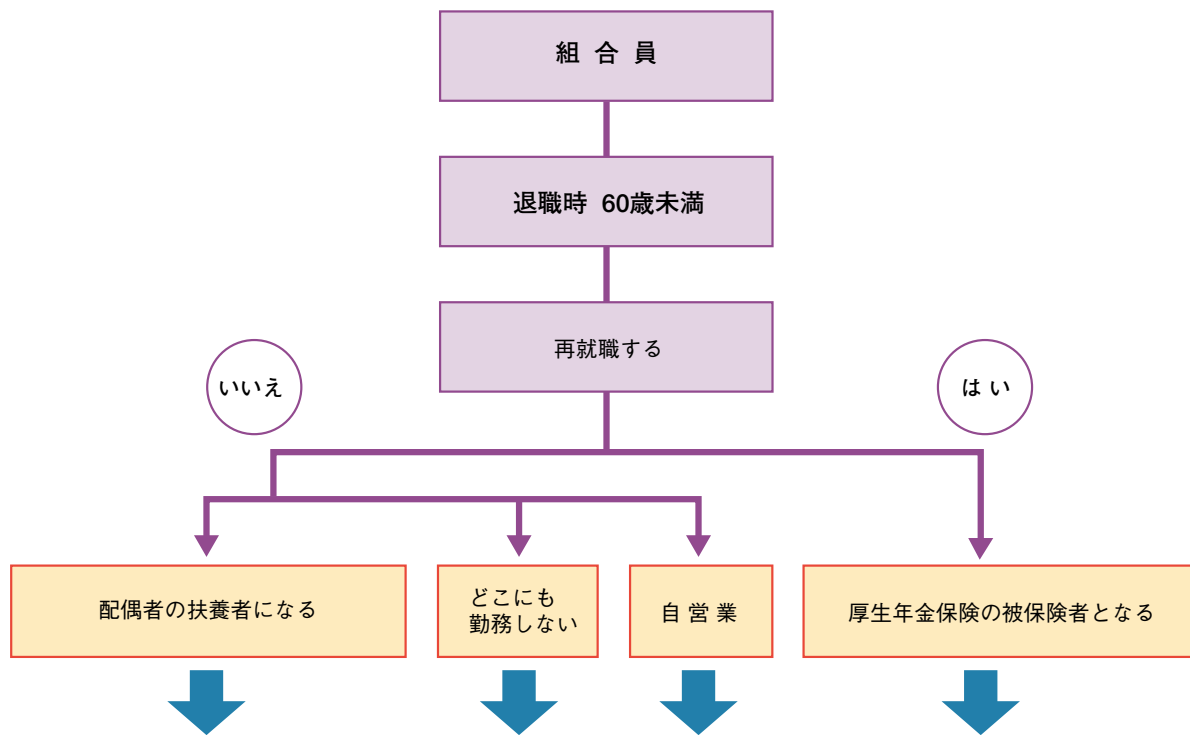 組 合 員
退職時 60歳未満
再就職する
いいえ
は い
配偶者の扶養者になる
どこにも
勤務しない
自 営 業
厚生年金保険の被保険者となる